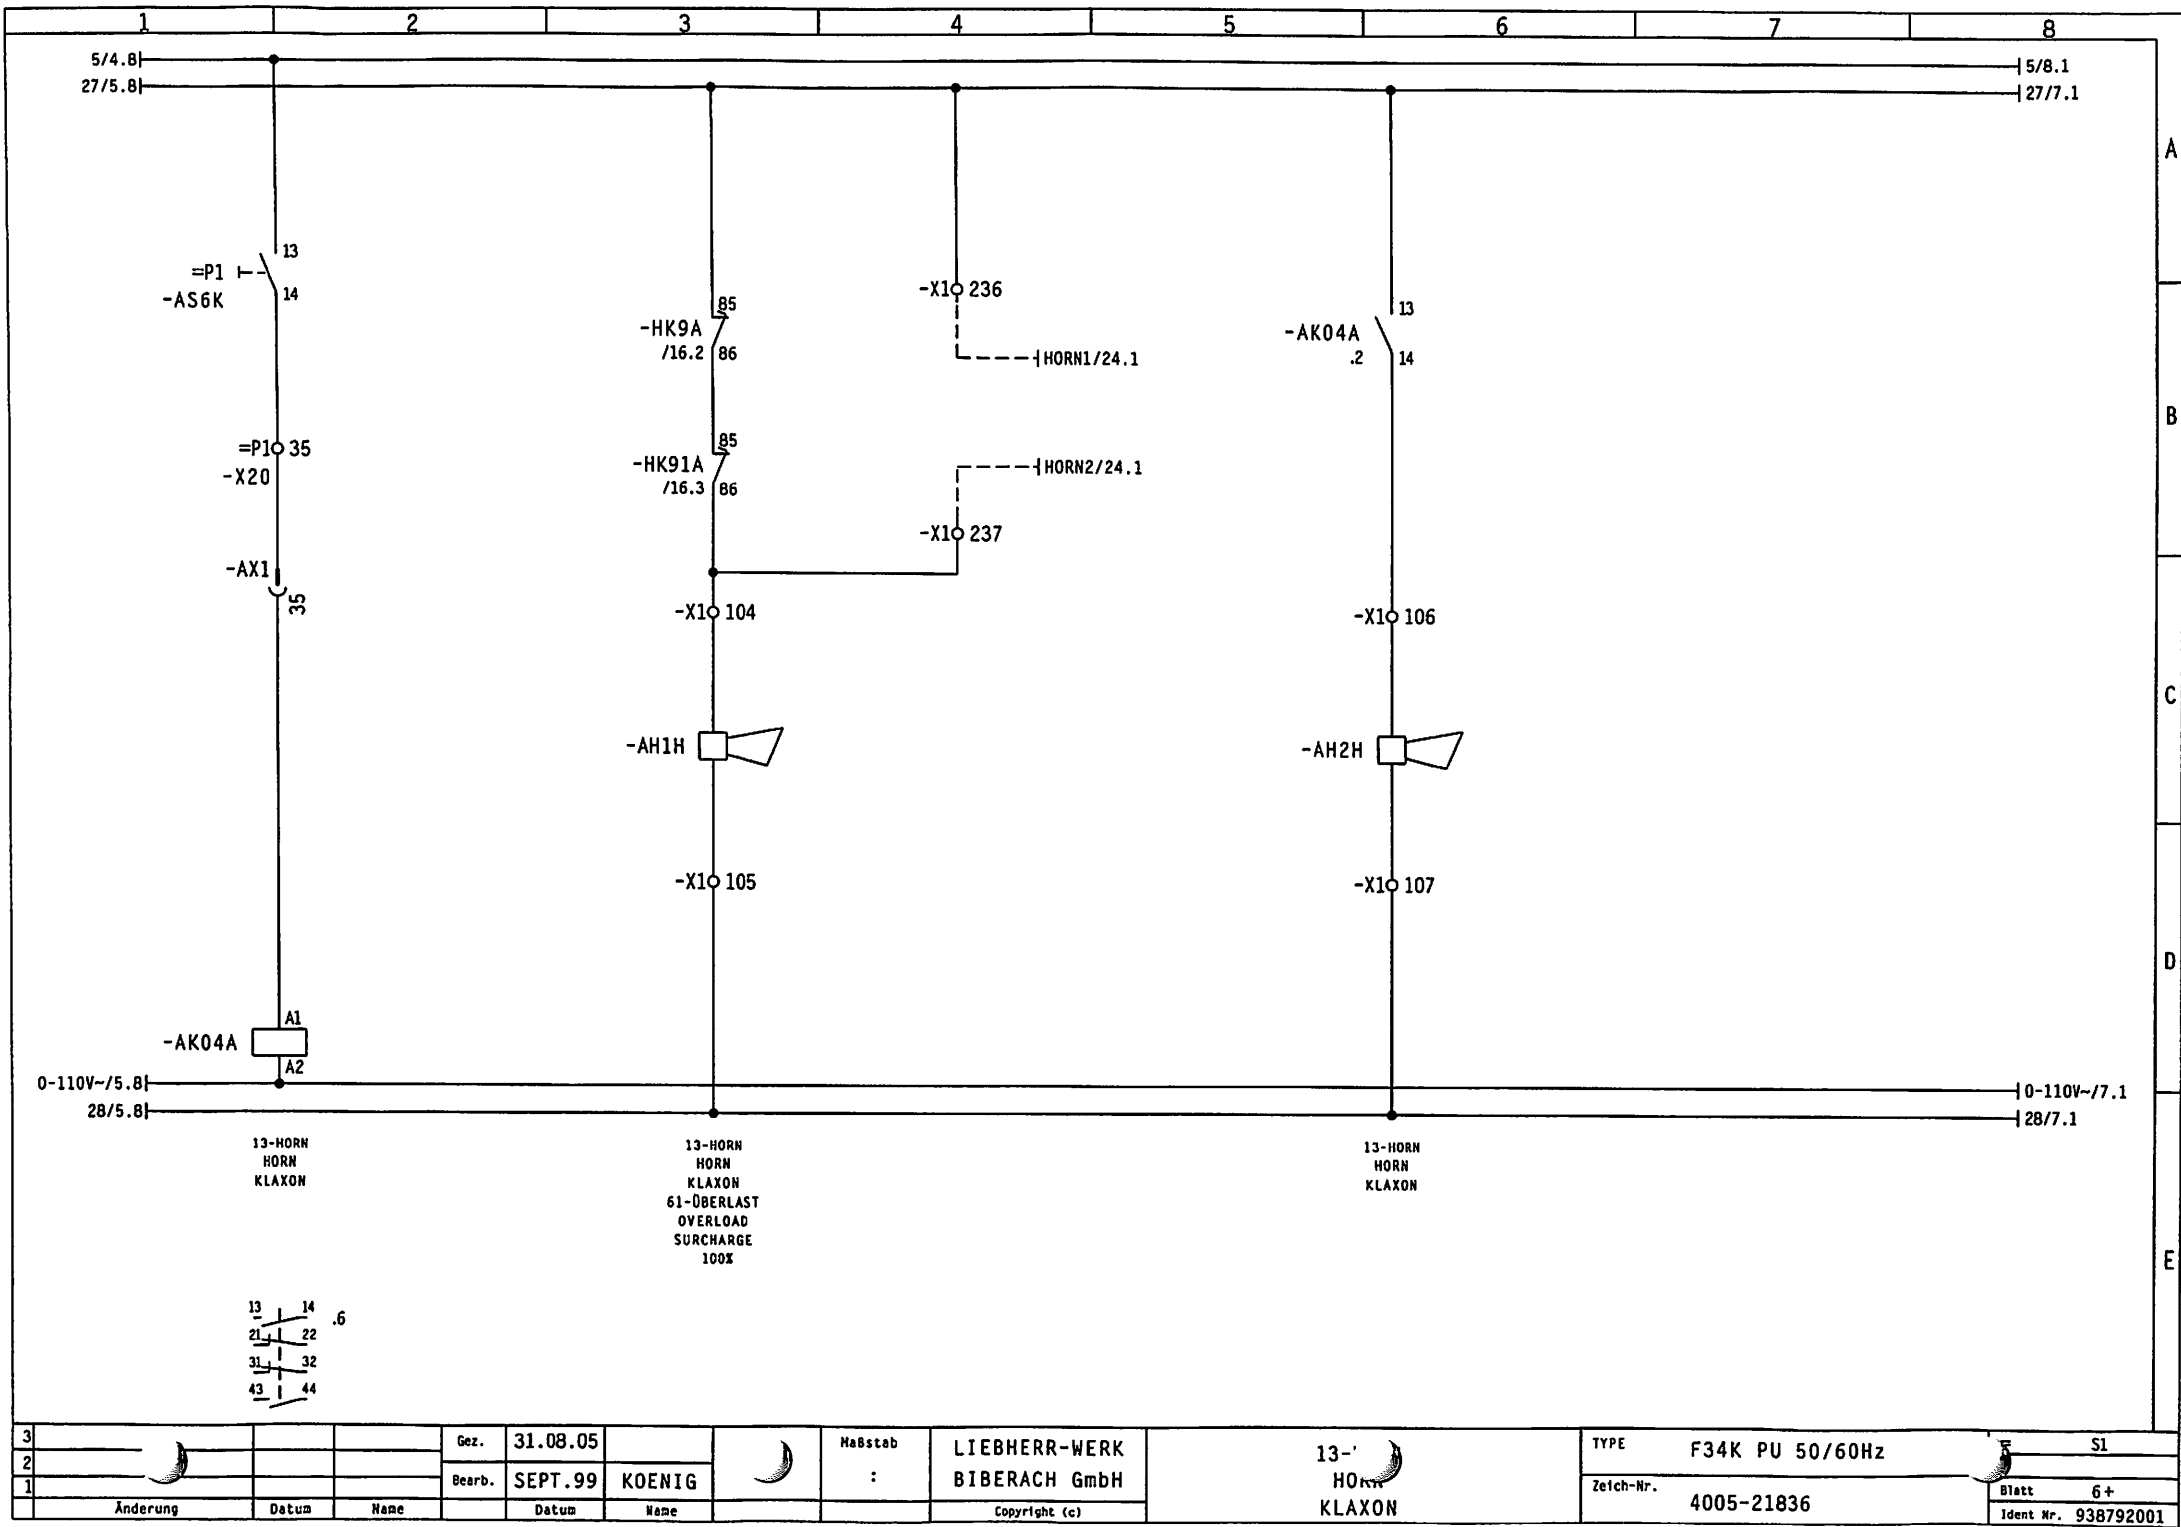 1 2 3 4 5 6 7 8
5/4.8 5/8.1
27/5.8 27/7.1
A
13
=P1
-AS6K 14
-X1 236
85
-HK9A
/16.2 86
HORN1/24.1
13
-AK04A
.2 14
B
=P1 35
-X20
85
-HK91A
/16.3 86
HORN2/24.1
-X1 237
-AX1
35
-X1 104
-X1 106
C
-AH1H
-AH2H
-X1 105
-X1 107
D
A1
-AK04A
A2
0-110V~/5.8 0-110V~/7.1
28/5.8 28/7.1
13-HORN
HORN
KLAXON
13-HORN
HORN
KLAXON
61-ÜBERLAST
OVERLOAD
SURCHARGE
100%
13-HORN
HORN
KLAXON
E
13 14 .6
21 22
31 32
43 44
3
2
1
Änderung Datum Name
Gez. 31.08.05
Bearb. SEPT.99 KOENIG
Datum Name
Maßstab
:
LIEBHERR-WERK
BIBERACH GmbH
Copyright (c)
13-
KLAXON
TYPE F34K PU 50/60Hz
Zeich-Nr. 4005-21836
S1
Blatt 6+
Ident Nr. 938792001